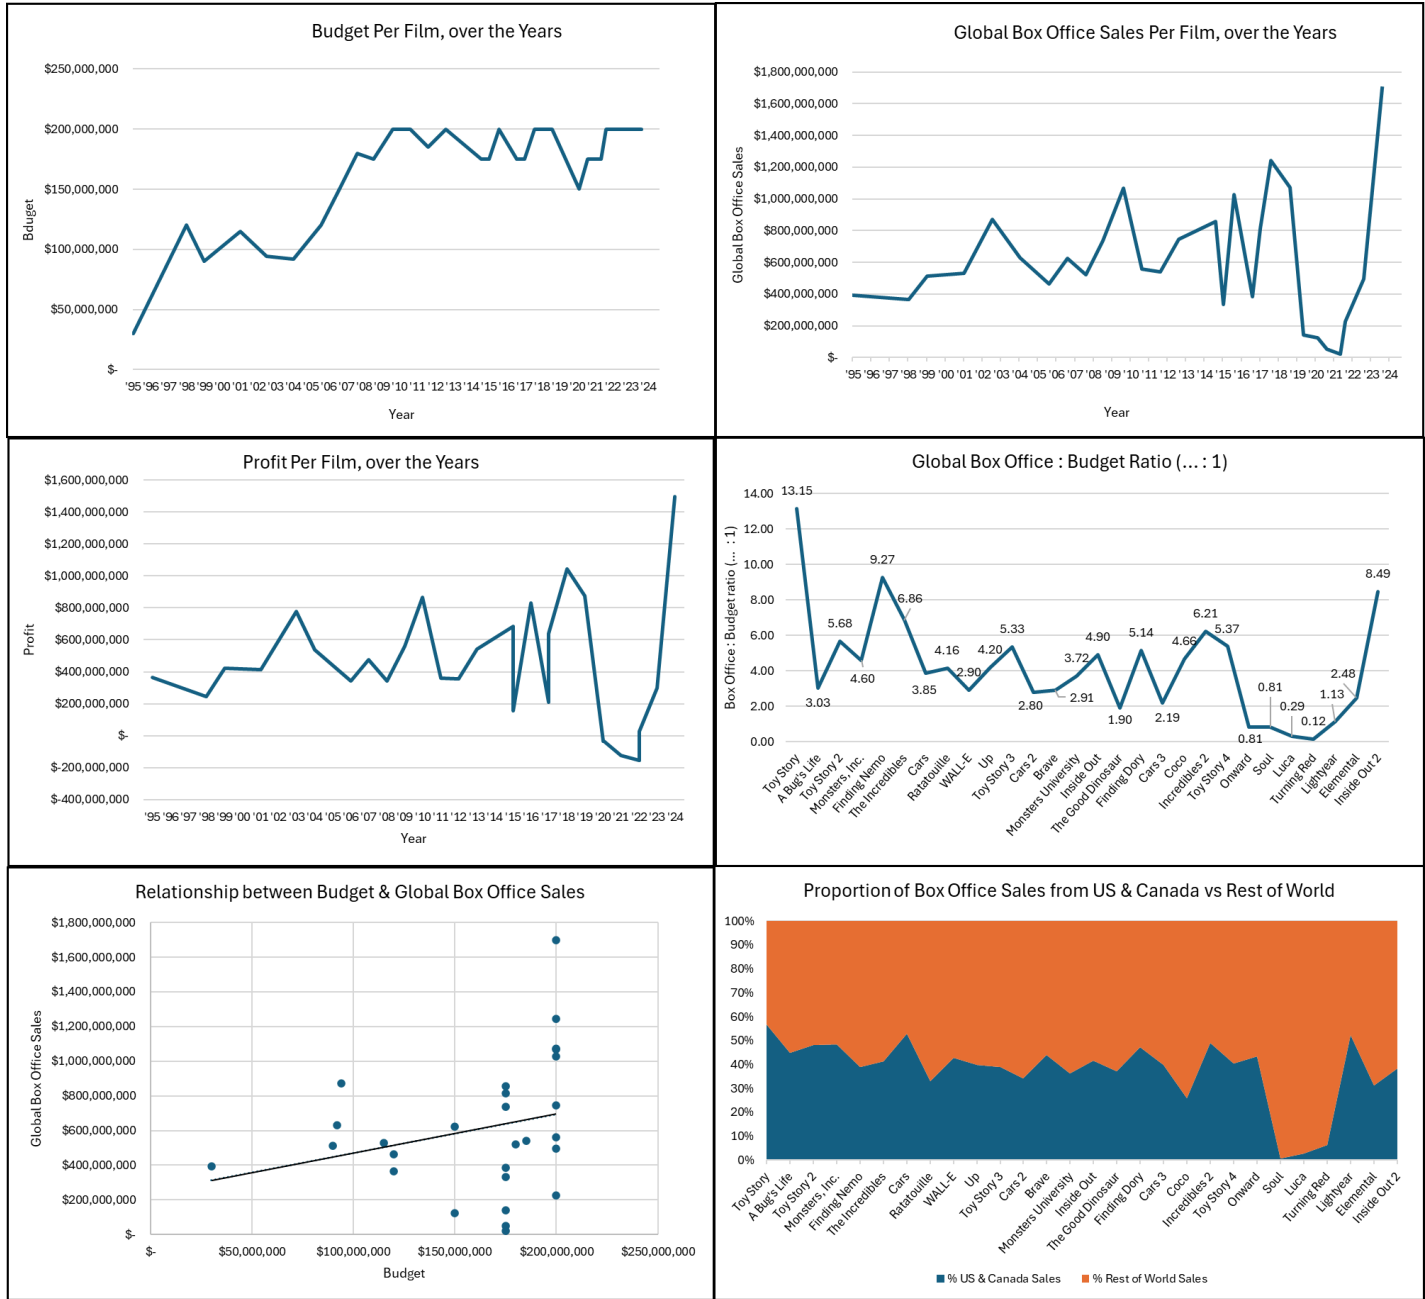 Budget Per Film, over the Years
$250,000,000
$200,000,000
$150,000,000
$100,000,000
$50,000,000
$-
Bduget
'95 '96 '97 '98 '99 '00 '01 '02 '03 '04 '05 '06 '07 '08 '09 '10 '11 '12 '13 '14 '15 '16 '17 '18 '19 '20 '21 '22 '23 '24
Year
Global Box Office Sales Per Film, over the Years
$1,800,000,000
$1,600,000,000
$1,400,000,000
$1,200,000,000
$1,000,000,000
$800,000,000
$600,000,000
$400,000,000
$200,000,000
$-
Global Box Office Sales
'95 '96 '97 '98 '99 '00 '01 '02 '03 '04 '05 '06 '07 '08 '09 '10 '11 '12 '13 '14 '15 '16 '17 '18 '19 '20 '21 '22 '23 '24
Year
Profit Per Film, over the Years
$1,600,000,000
$1,400,000,000
$1,200,000,000
$1,000,000,000
$800,000,000
$600,000,000
$400,000,000
$200,000,000
$-
$-200,000,000
$-400,000,000
Profit
'95 '96 '97 '98 '99 '00 '01 '02 '03 '04 '05 '06 '07 '08 '09 '10 '11 '12 '13 '14 '15 '16 '17 '18 '19 '20 '21 '22 '23 '24
Year
Global Box Office : Budget Ratio (... : 1)
14.00
12.00
10.00
8.00
6.00
4.00
2.00
0.00
Box Office : Budget ratio (... : 1)
13.15
3.03
5.68
4.60
9.27
6.86
3.85
4.16
2.90
4.20
5.33
2.80
2.91
3.72
4.90
1.90
5.14
2.19
4.66
6.21
5.37
0.81
0.81
0.29
0.12
1.13
2.48
8.49
Toy Story
A Bug's Life
Toy Story 2
Monsters, Inc.
Finding Nemo
The Incredibles
Cars
Ratatouille
WALL-E
Up
Toy Story 3
Cars 2
Brave
Monsters University
Inside Out
The Good Dinosaur
Finding Dory
Cars 3
Coco
Incredibles 2
Toy Story 4
Onward
Soul
Luca
Turning Red
Lightyear
Elemental
Inside Out 2
Relationship between Budget & Global Box Office Sales
$1,800,000,000
$1,600,000,000
$1,400,000,000
$1,200,000,000
$1,000,000,000
$800,000,000
$600,000,000
$400,000,000
$200,000,000
$-
Global Box Office Sales
$- $50,000,000 $100,000,000 $150,000,000 $200,000,000 $250,000,000
Budget
Proportion of Box Office Sales from US & Canada vs Rest of World
100%
90%
80%
70%
60%
50%
40%
30%
20%
10%
0%
Toy Story
A Bug's Life
Toy Story 2
Monsters, Inc.
Finding Nemo
The Incredibles
Cars
Ratatouille
WALL-E
Up
Toy Story 3
Cars 2
Brave
Monsters University
Inside Out
The Good Dinosaur
Finding Dory
Cars 3
Coco
Incredibles 2
Toy Story 4
Onward
Soul
Luca
Turning Red
Lightyear
Elemental
Inside Out 2
% US & Canada Sales % Rest of World Sales